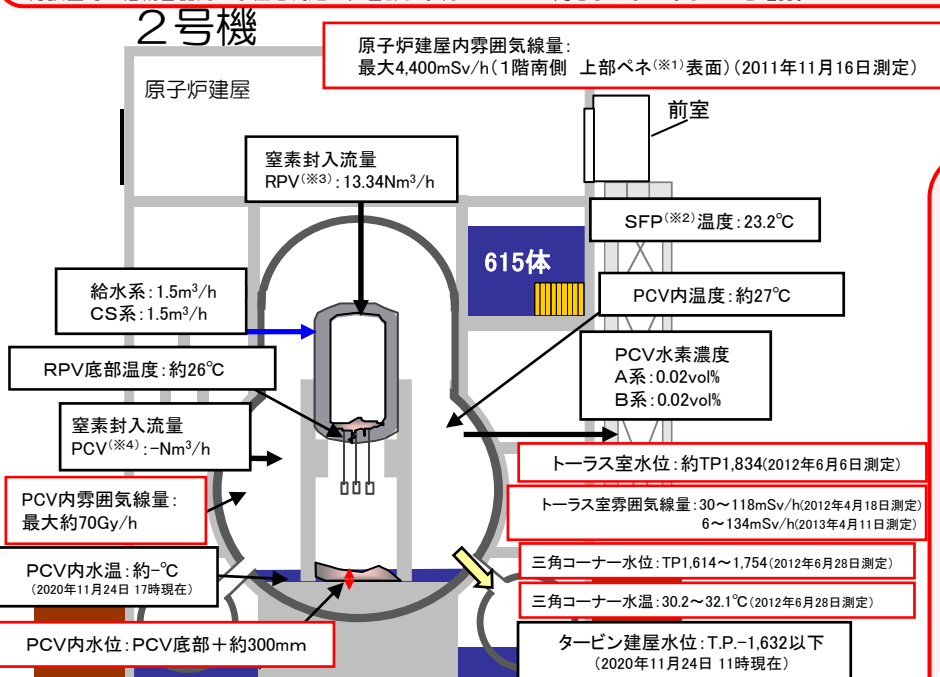 ２号機
原子炉建屋内雰囲気線量：
最大4,400mSv/h（１階南側　上部ペネ(※1)表面）（2011年11月16日測定）
原子炉建屋
前室
窒素封入流量
RPV(※3)：13.34Nm3/h
SFP(※2)温度：23.2℃
615体
給水系：1.5m3/h
CS系：1.5m3/h
PCV内温度：約27℃
RPV底部温度：約26℃
PCV水素濃度
A系：0.02vol%
B系：0.02vol%
窒素封入流量
PCV(※4)：-Nm3/h
トーラス室水位：約TP1,834(2012年6月6日測定)
PCV内雰囲気線量：
最大約70Gy/h
トーラス室雰囲気線量：30～118mSv/h(2012年4月18日測定)
6～134mSv/h(2013年4月11日測定)
PCV内水温：約-℃
（2020年11月24日 17時現在）
三角コーナー水位：TP1,614～1,754（2012年6月28日測定）
三角コーナー水温：30.2～32.1℃（2012年6月28日測定）
PCV内水位：PCV底部＋約300mm
タービン建屋水位：T.P.-1,632以下
（2020年11月24日 11時現在）